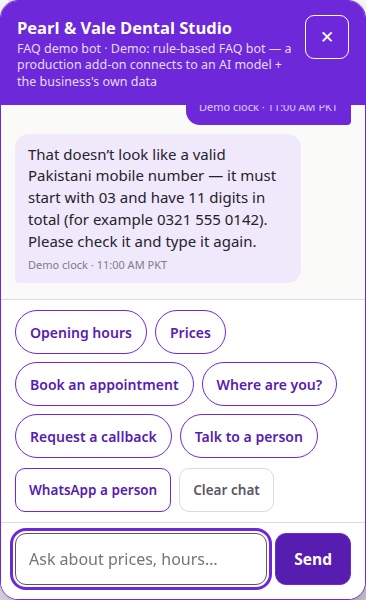 Pearl & Vale Dental Studio
FAQ demo bot · Demo: rule-based FAQ bot — a
production add-on connects to an AI model +
the business's own data
✕
Demo clock · 11:00 AM PKT
That doesn’t look like a valid
Pakistani mobile number — it must
start with 03 and have 11 digits in
total (for example 0321 555 0142).
Please check it and type it again.
Demo clock · 11:00 AM PKT
Opening hours
Prices
Book an appointment
Where are you?
Request a callback
Talk to a person
WhatsApp a person
Clear chat
Ask about prices, hours...
Send